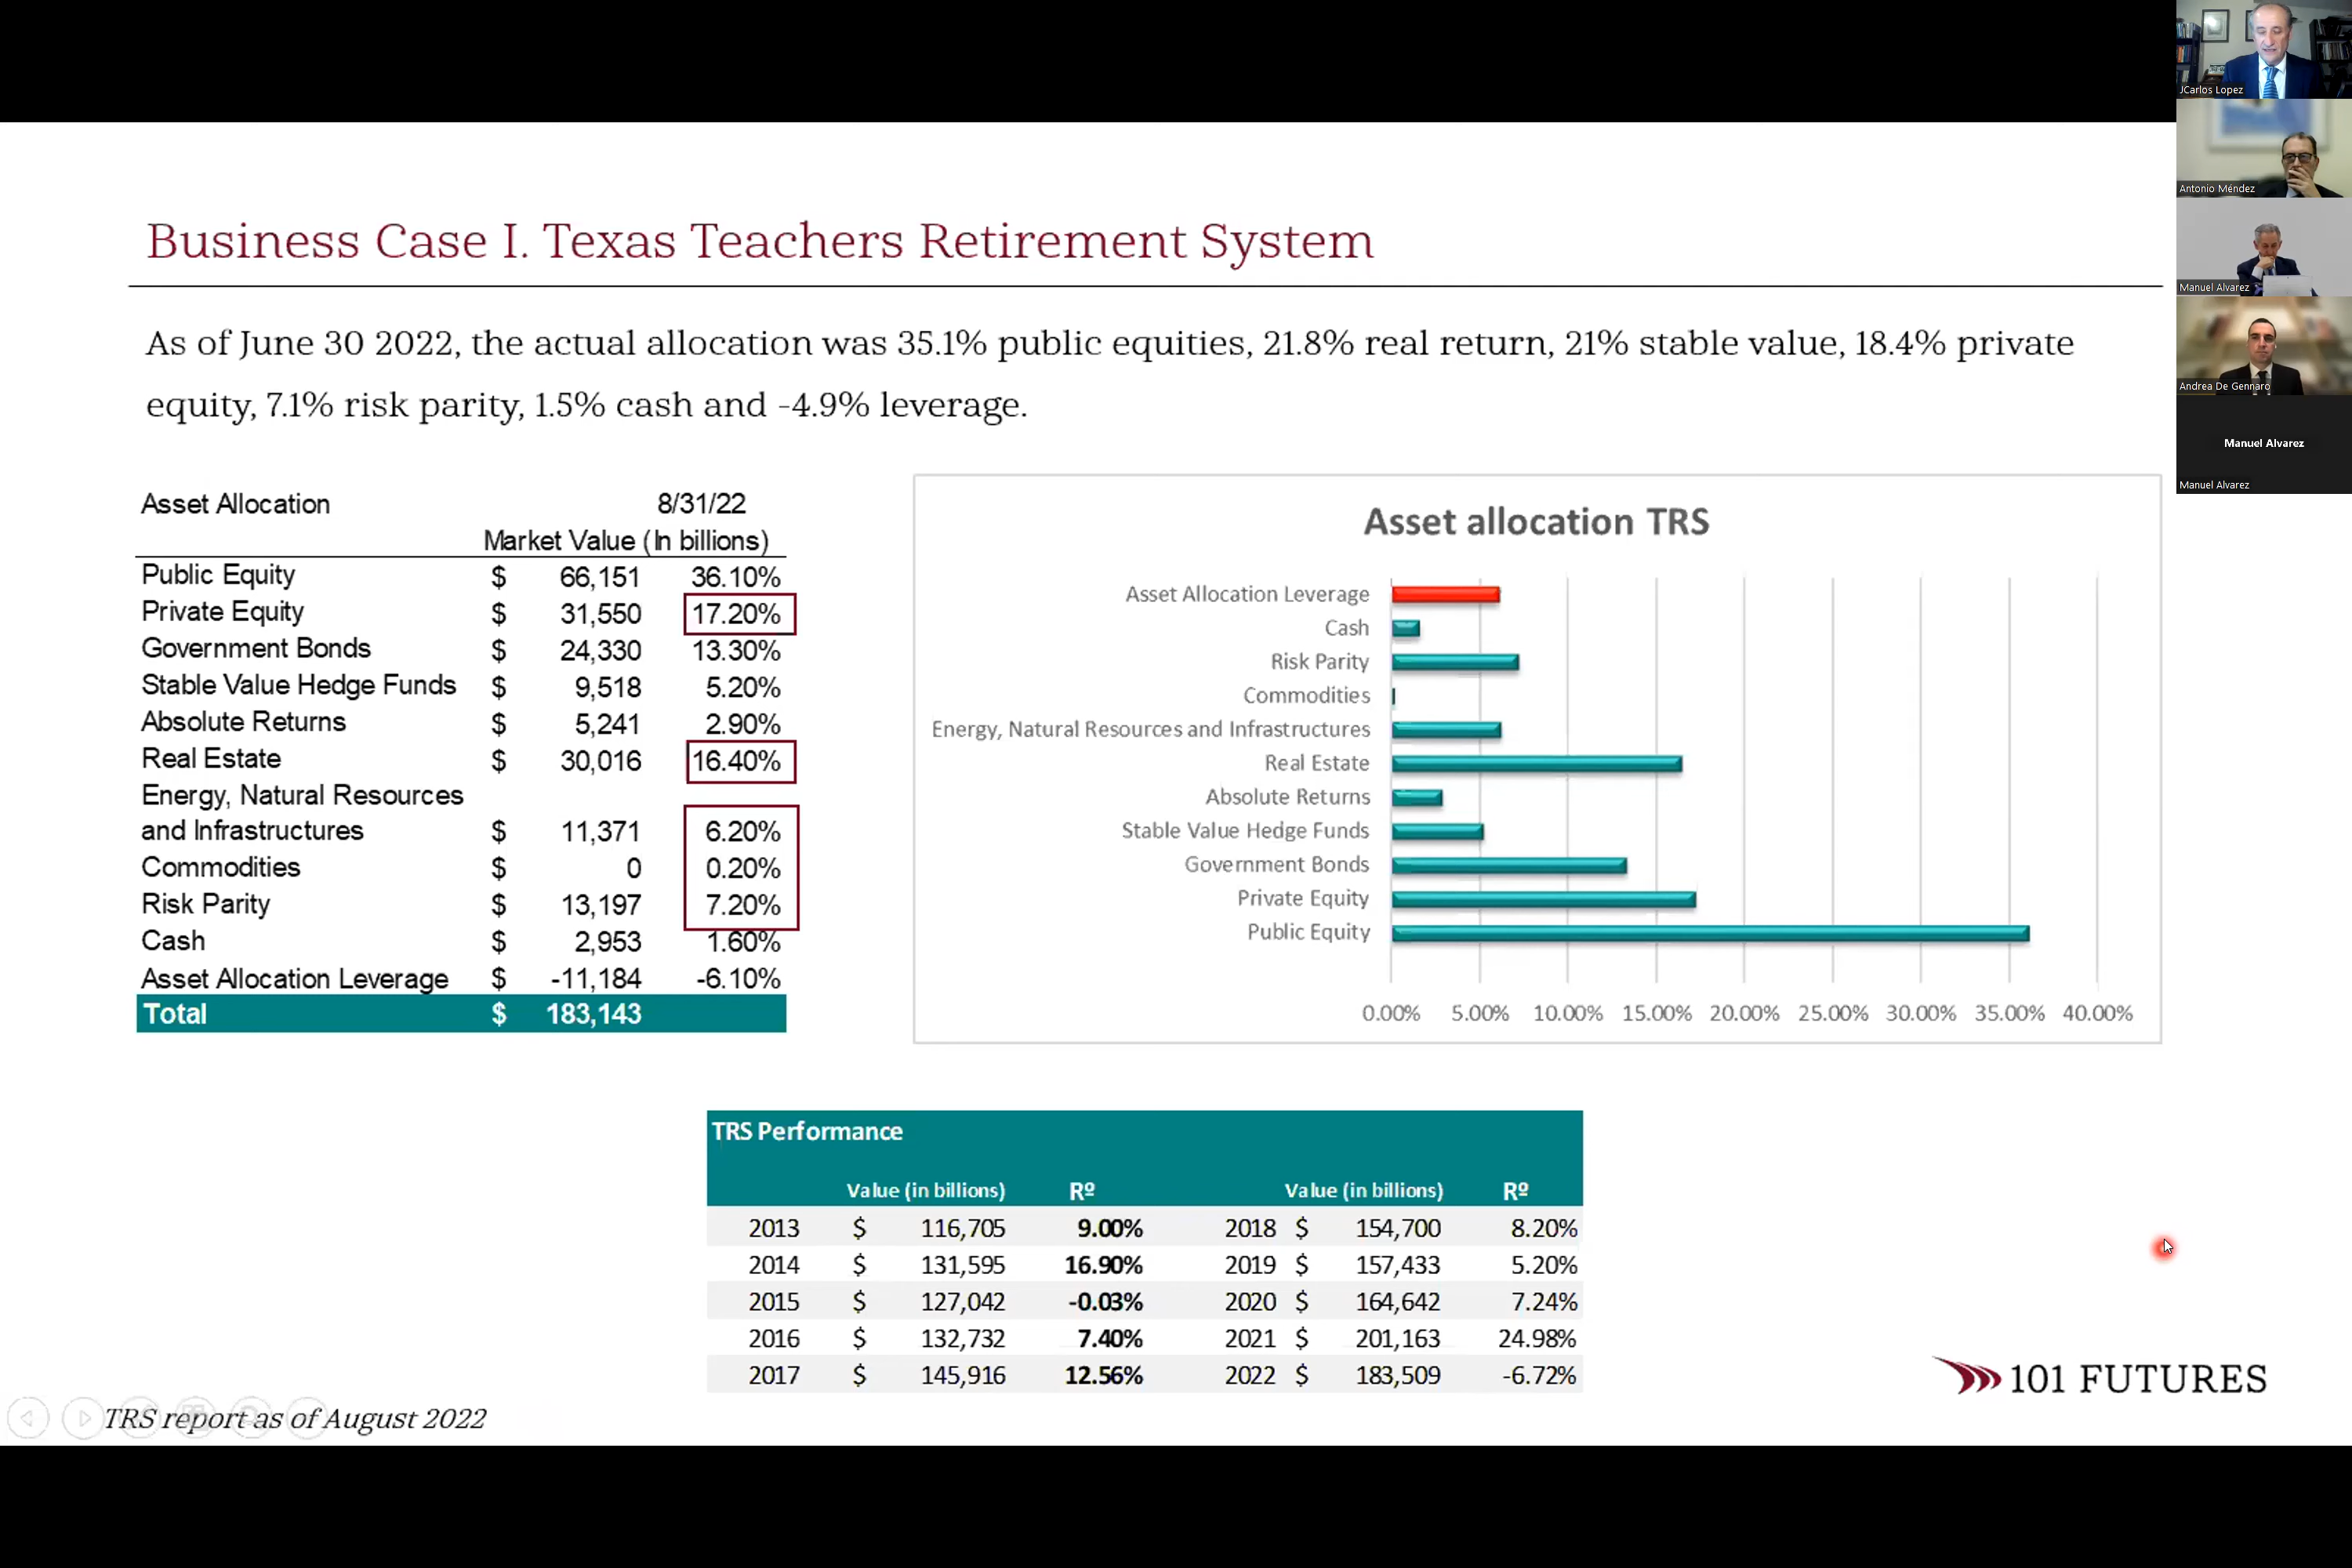 JCarlos Lopez
Antonio Méndez
Manuel Alvarez
Andrea De Gennaro
Manuel Alvarez
Manuel Alvarez
Business Case I. Texas Teachers Retirement System
As of June 30 2022, the actual allocation was 35.1% public equities, 21.8% real return, 21% stable value, 18.4% private
equity, 7.1% risk parity, 1.5% cash and -4.9% leverage.
Asset Allocation 8/31/22
Market Value (In billions)
Public Equity $ 66,151 36.10%
Private Equity $ 31,550 17.20%
Government Bonds $ 24,330 13.30%
Stable Value Hedge Funds $ 9,518 5.20%
Absolute Returns $ 5,241 2.90%
Real Estate $ 30,016 16.40%
Energy, Natural Resources
and Infrastructures $ 11,371 6.20%
Commodities $ 0 0.20%
Risk Parity $ 13,197 7.20%
Cash $ 2,953 1.60%
Asset Allocation Leverage $ -11,184 -6.10%
Total $ 183,143
Asset allocation TRS
Asset Allocation Leverage
Cash
Risk Parity
Commodities
Energy, Natural Resources and Infrastructures
Real Estate
Absolute Returns
Stable Value Hedge Funds
Government Bonds
Private Equity
Public Equity
0.00% 5.00% 10.00% 15.00% 20.00% 25.00% 30.00% 35.00% 40.00%
TRS Performance
Value (in billions) Rº Value (in billions) Rº
2013 $ 116,705 9.00% 2018 $ 154,700 8.20%
2014 $ 131,595 16.90% 2019 $ 157,433 5.20%
2015 $ 127,042 -0.03% 2020 $ 164,642 7.24%
2016 $ 132,732 7.40% 2021 $ 201,163 24.98%
2017 $ 145,916 12.56% 2022 $ 183,509 -6.72%
101 FUTURES
TRS report as of August 2022